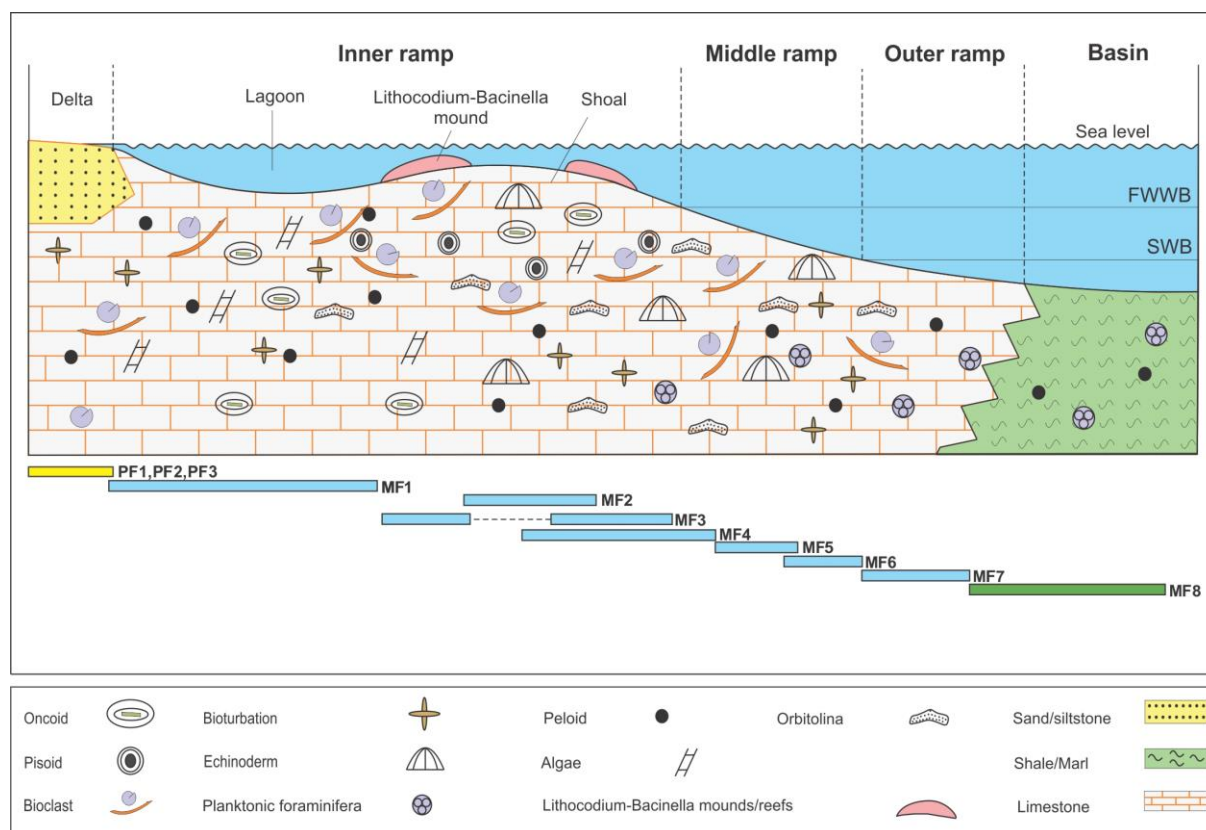 Inner ramp
Middle ramp
Outer ramp
Basin
Delta
Lagoon
Lithocodium-Bacinella
mound
Shoal
Sea level
FWWB
SWB
PF1,PF2,PF3
MF1
MF2
MF3
MF4
MF5
MF6
MF7
MF8
Oncoid
Bioturbation
Peloid
Orbitolina
Sand/siltstone
Pisoid
Echinoderm
Algae
Shale/Marl
Bioclast
Planktonic foraminifera
Lithocodium-Bacinella mounds/reefs
Limestone